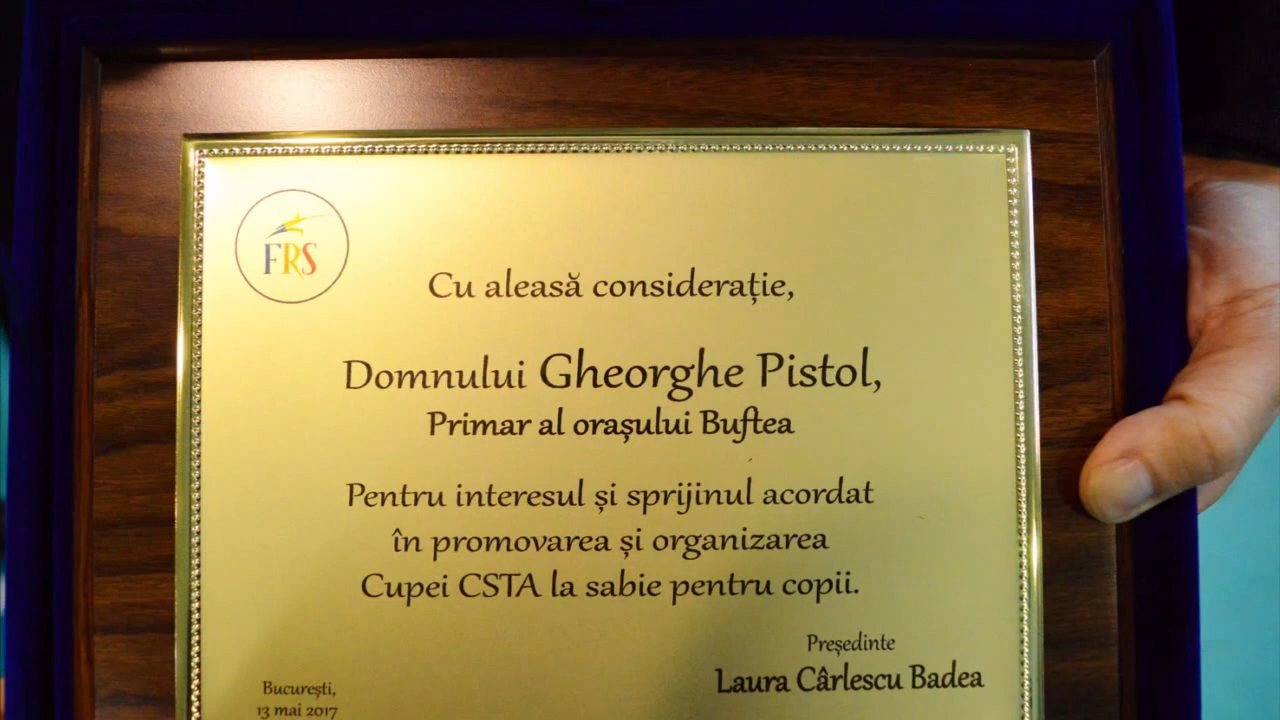 FRS
Cu aleasă considerație,
Domnului Gheorghe Pistol,
Primar al orașului Buftea
Pentru interesul și sprijinul acordat
în promovarea și organizarea
Cupei CSTA la sabie pentru copii.
Președinte
Laura Cârlescu Badea
București,
13 mai 2017